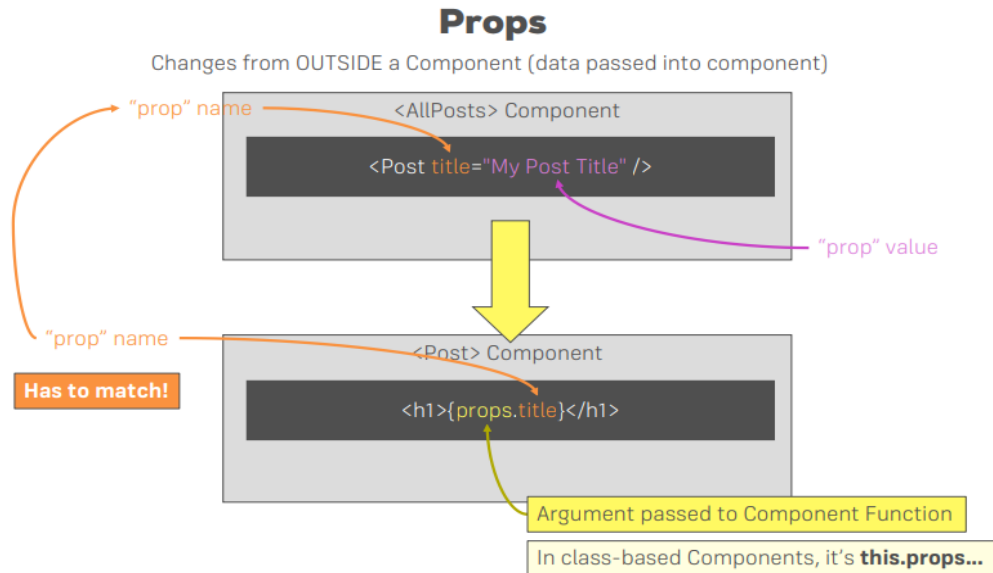 Props
Changes from OUTSIDE a Component (data passed into component)
"prop" name
<AllPosts> Component
<Post title="My Post Title" />
"prop" value
"prop" name
<Post> Component
Has to match!
<h1>{props.title}</h1>
Argument passed to Component Function
In class-based Components, it's this.props...